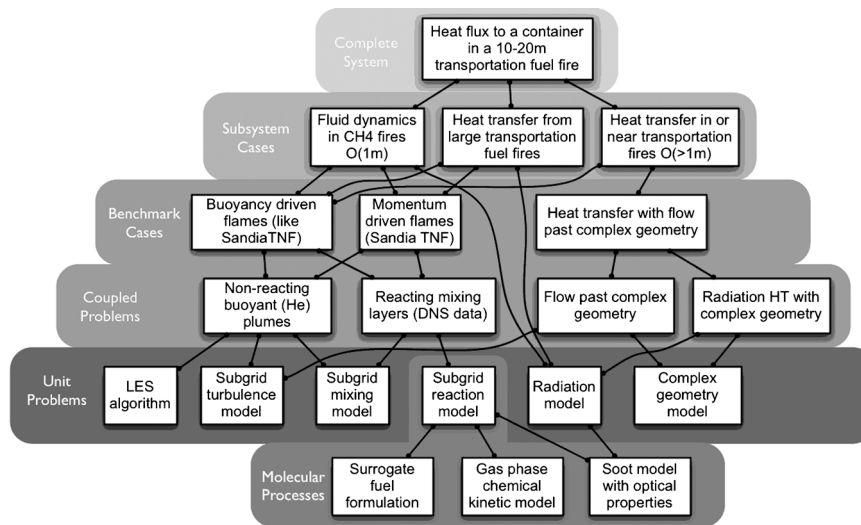 Complete
System
Heat flux to a container
in a 10-20m
transportation fuel fire
Subsystem
Cases
Fluid dynamics
in CH4 fires
O(1m)
Heat transfer from
large transportation
fuel fires
Heat transfer in or
near transportation
fires O(>1m)
Benchmark
Cases
Buoyancy driven
flames (like
SandiaTNF)
Momentum
driven flames
(Sandia TNF)
Heat transfer with flow
past complex geometry
Coupled
Problems
Non-reacting
buoyant (He)
plumes
Reacting mixing
layers (DNS data)
Flow past complex
geometry
Radiation HT with
complex geometry
Unit
Problems
LES
algorithm
Subgrid
turbulence
model
Subgrid
mixing
model
Subgrid
reaction
model
Radiation
model
Complex
geometry
model
Molecular
Processes
Surrogate
fuel
formulation
Gas phase
chemical
kinetic model
Soot model
with optical
properties